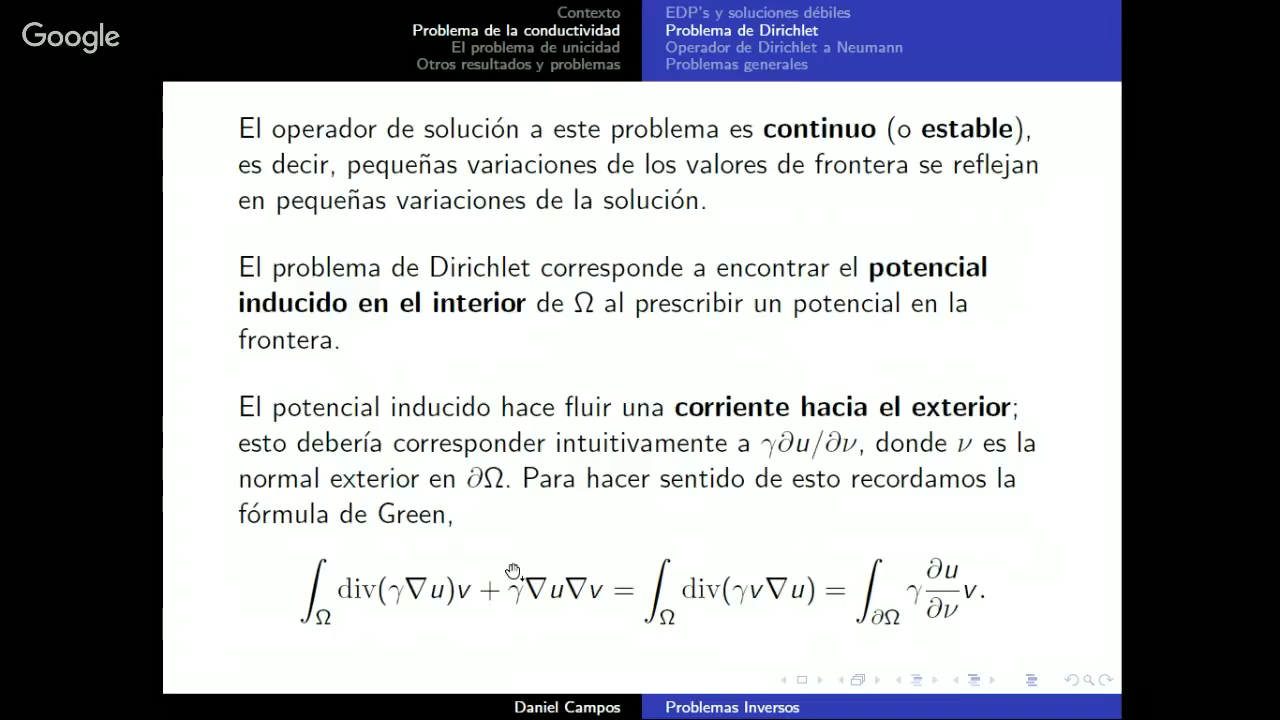 Google
Contexto
Problema de la conductividad
El problema de unicidad
Otros resultados y problemas
EDP's y soluciones débiles
Problema de Dirichlet
Operador de Dirichlet a Neumann
Problemas generales
El operador de solución a este problema es continuo (o estable),
es decir, pequeñas variaciones de los valores de frontera se reflejan
en pequeñas variaciones de la solución.
El problema de Dirichlet corresponde a encontrar el potencial
inducido en el interior de Ω al prescribir un potencial en la
frontera.
El potencial inducido hace fluir una corriente hacia el exterior;
esto debería corresponder intuitivamente a γ∂u/∂ν, donde ν es la
normal exterior en ∂Ω. Para hacer sentido de esto recordamos la
fórmula de Green,
∫_Ω div(γ∇u)v + γ∇u∇v = ∫_Ω div(γv∇u) = ∫_∂Ω γ ∂u/∂ν v.
Daniel Campos
Problemas Inversos